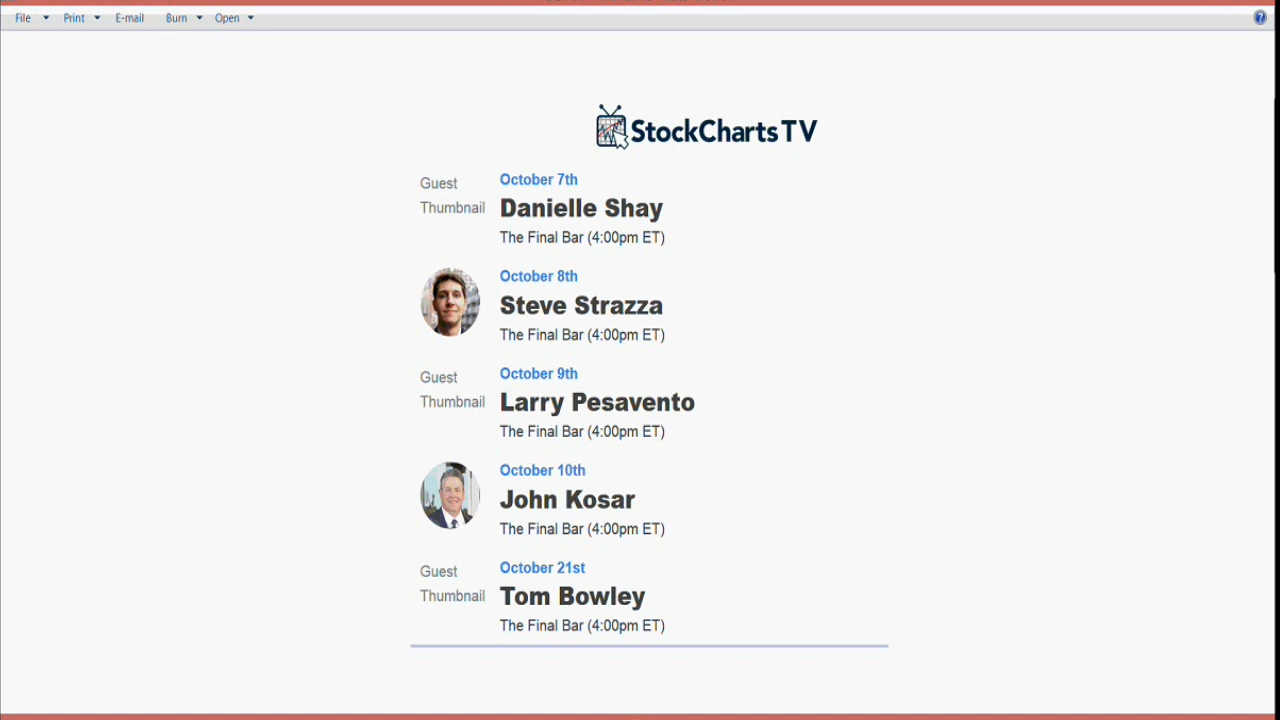 File Print E-mail Burn Open
StockChartsTV
Guest
Thumbnail
October 7th
Danielle Shay
The Final Bar (4:00pm ET)
October 8th
Steve Strazza
The Final Bar (4:00pm ET)
Guest
Thumbnail
October 9th
Larry Pesavento
The Final Bar (4:00pm ET)
October 10th
John Kosar
The Final Bar (4:00pm ET)
Guest
Thumbnail
October 21st
Tom Bowley
The Final Bar (4:00pm ET)